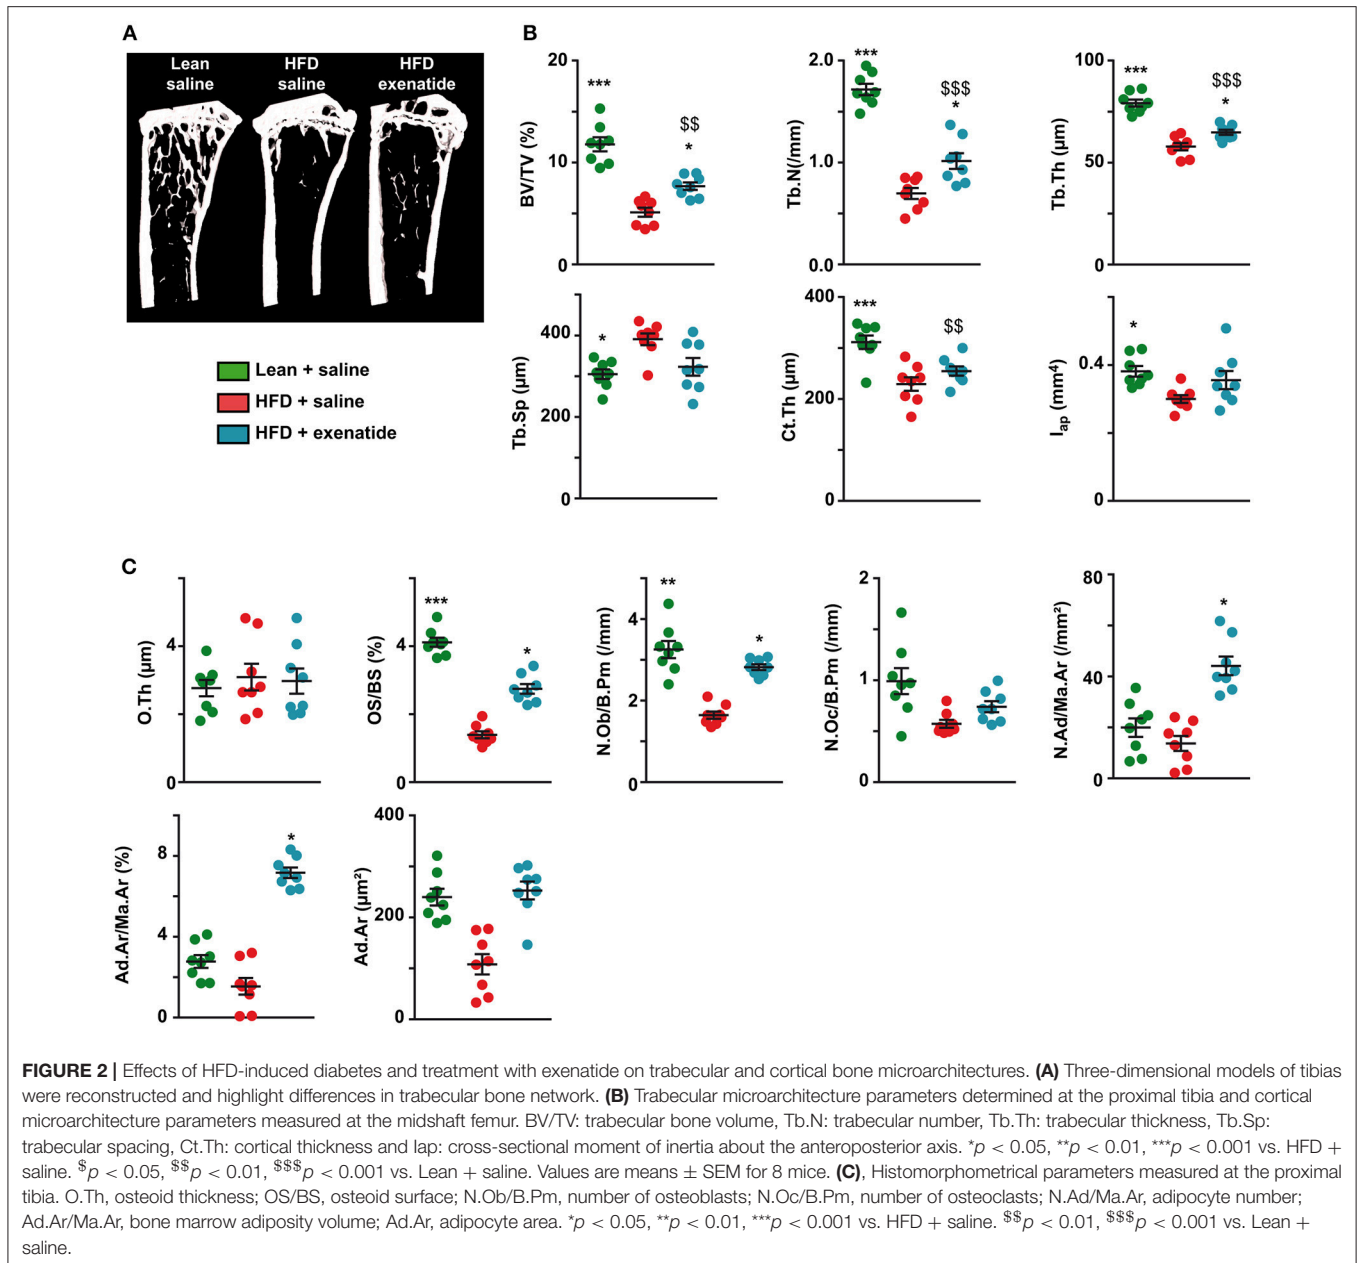 A
Lean
saline
HFD
saline
HFD
exenatide
Lean + saline
HFD + saline
HFD + exenatide
B
BV/TV (%)
20
10
0
***
$$
*
Tb.N(/mm)
2.0
1.0
0.0
***
$$$
*
Tb.Th (µm)
100
50
0
***
$$$
*
Tb.Sp (µm)
400
200
0
*
Ct.Th (µm)
400
200
0
***
$$
Iap (mm⁴)
0.4
0
*
C
O.Th (µm)
4
0
OS/BS (%)
4
0
***
*
N.Ob/B.Pm (/mm)
4
2
0
**
*
N.Oc/B.Pm (/mm)
2
1
0
N.Ad/Ma.Ar (/mm²)
80
40
0
*
Ad.Ar/Ma.Ar (%)
8
4
0
*
Ad.Ar (µm²)
400
200
0
FIGURE 2 | Effects of HFD-induced diabetes and treatment with exenatide on trabecular and cortical bone microarchitectures. (A) Three-dimensional models of tibias
were reconstructed and highlight differences in trabecular bone network. (B) Trabecular microarchitecture parameters determined at the proximal tibia and cortical
microarchitecture parameters measured at the midshaft femur. BV/TV: trabecular bone volume, Tb.N: trabecular number, Tb.Th: trabecular thickness, Tb.Sp:
trabecular spacing, Ct.Th: cortical thickness and Iap: cross-sectional moment of inertia about the anteroposterior axis. *p < 0.05, **p < 0.01, ***p < 0.001 vs. HFD +
saline. $p < 0.05, $$p < 0.01, $$$p < 0.001 vs. Lean + saline. Values are means ± SEM for 8 mice. (C), Histomorphometrical parameters measured at the proximal
tibia. O.Th, osteoid thickness; OS/BS, osteoid surface; N.Ob/B.Pm, number of osteoblasts; N.Oc/B.Pm, number of osteoclasts; N.Ad/Ma.Ar, adipocyte number;
Ad.Ar/Ma.Ar, bone marrow adiposity volume; Ad.Ar, adipocyte area. *p < 0.05, **p < 0.01, ***p < 0.001 vs. HFD + saline. $$p < 0.01, $$$p < 0.001 vs. Lean +
saline.